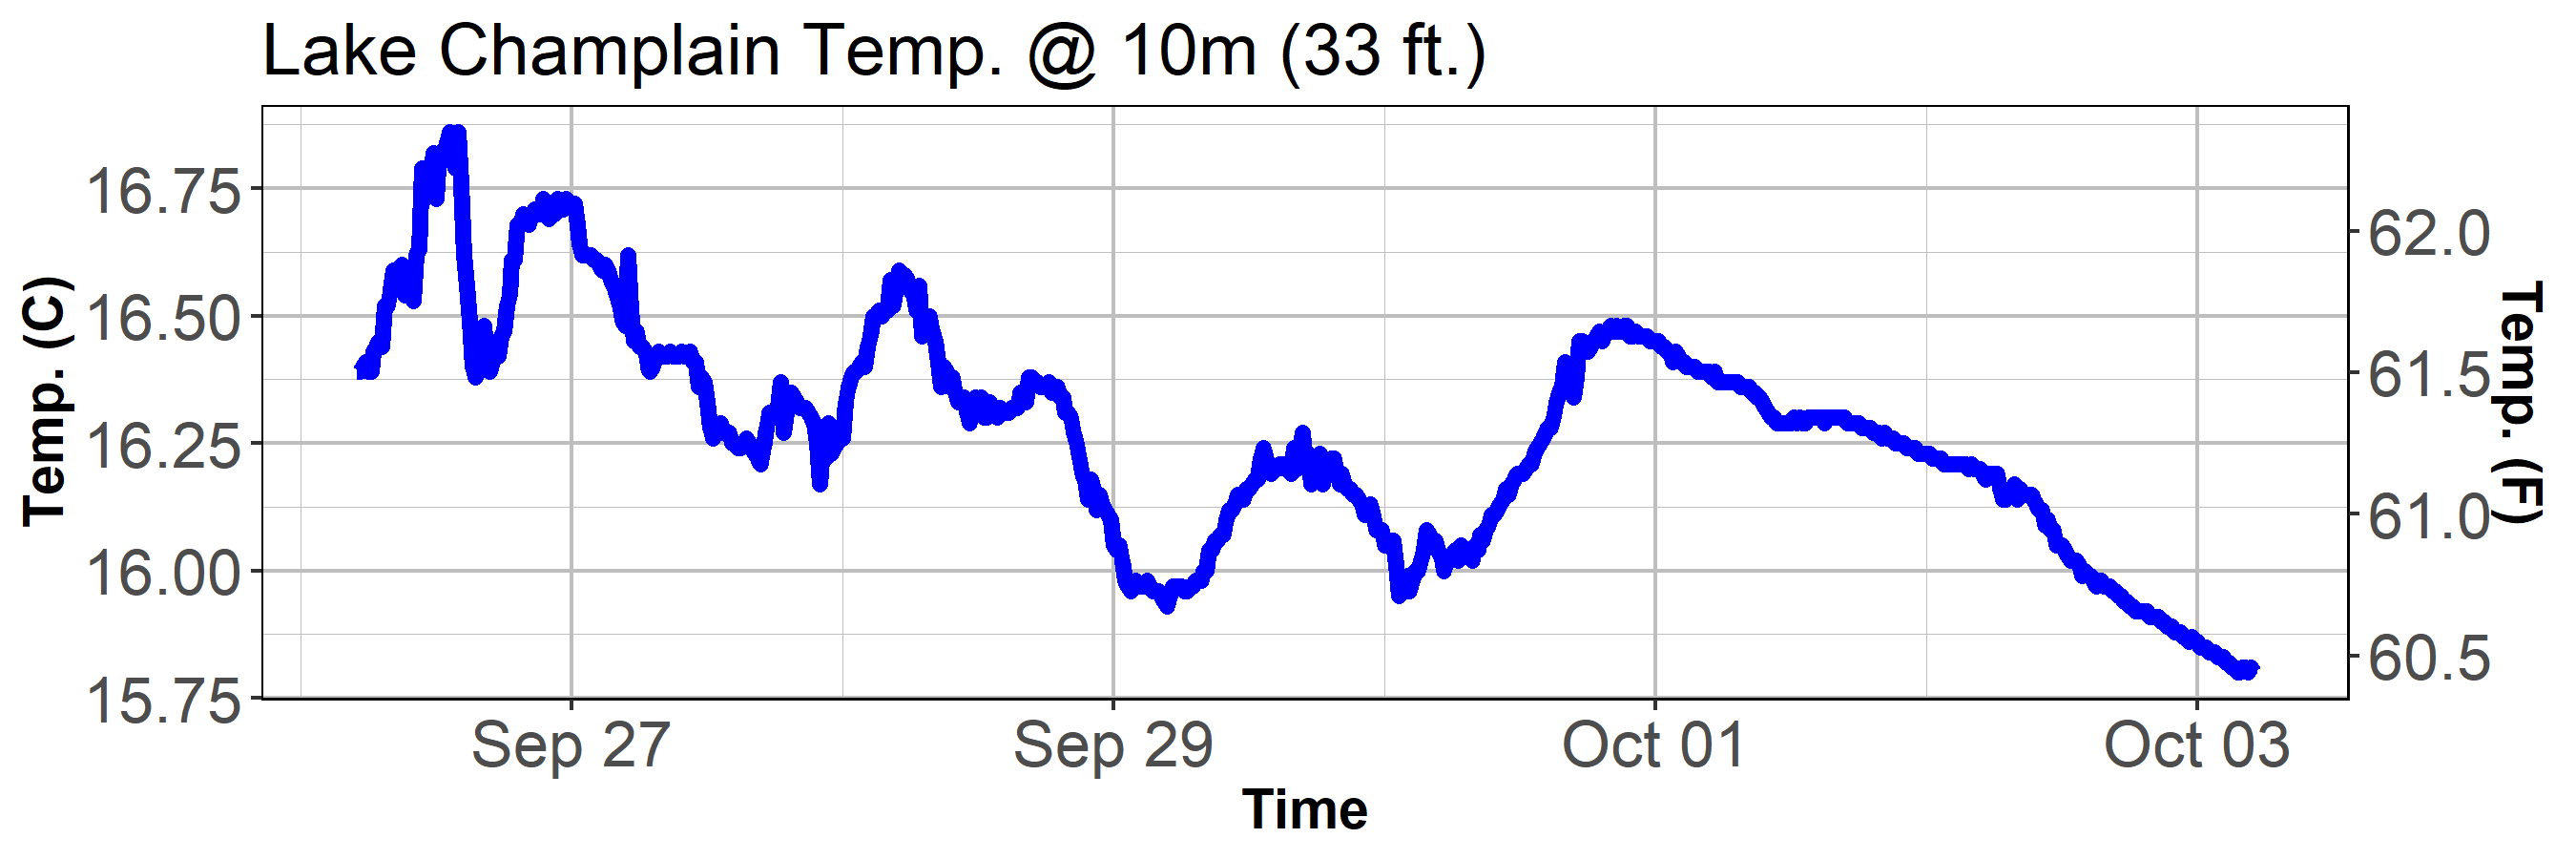 Lake Champlain Temp. @ 10m (33 ft.)
Temp. (C)
16.75
16.50
16.25
16.00
15.75
62.0
61.5
61.0
60.5
Temp. (F)
Sep 27
Sep 29
Oct 01
Oct 03
Time